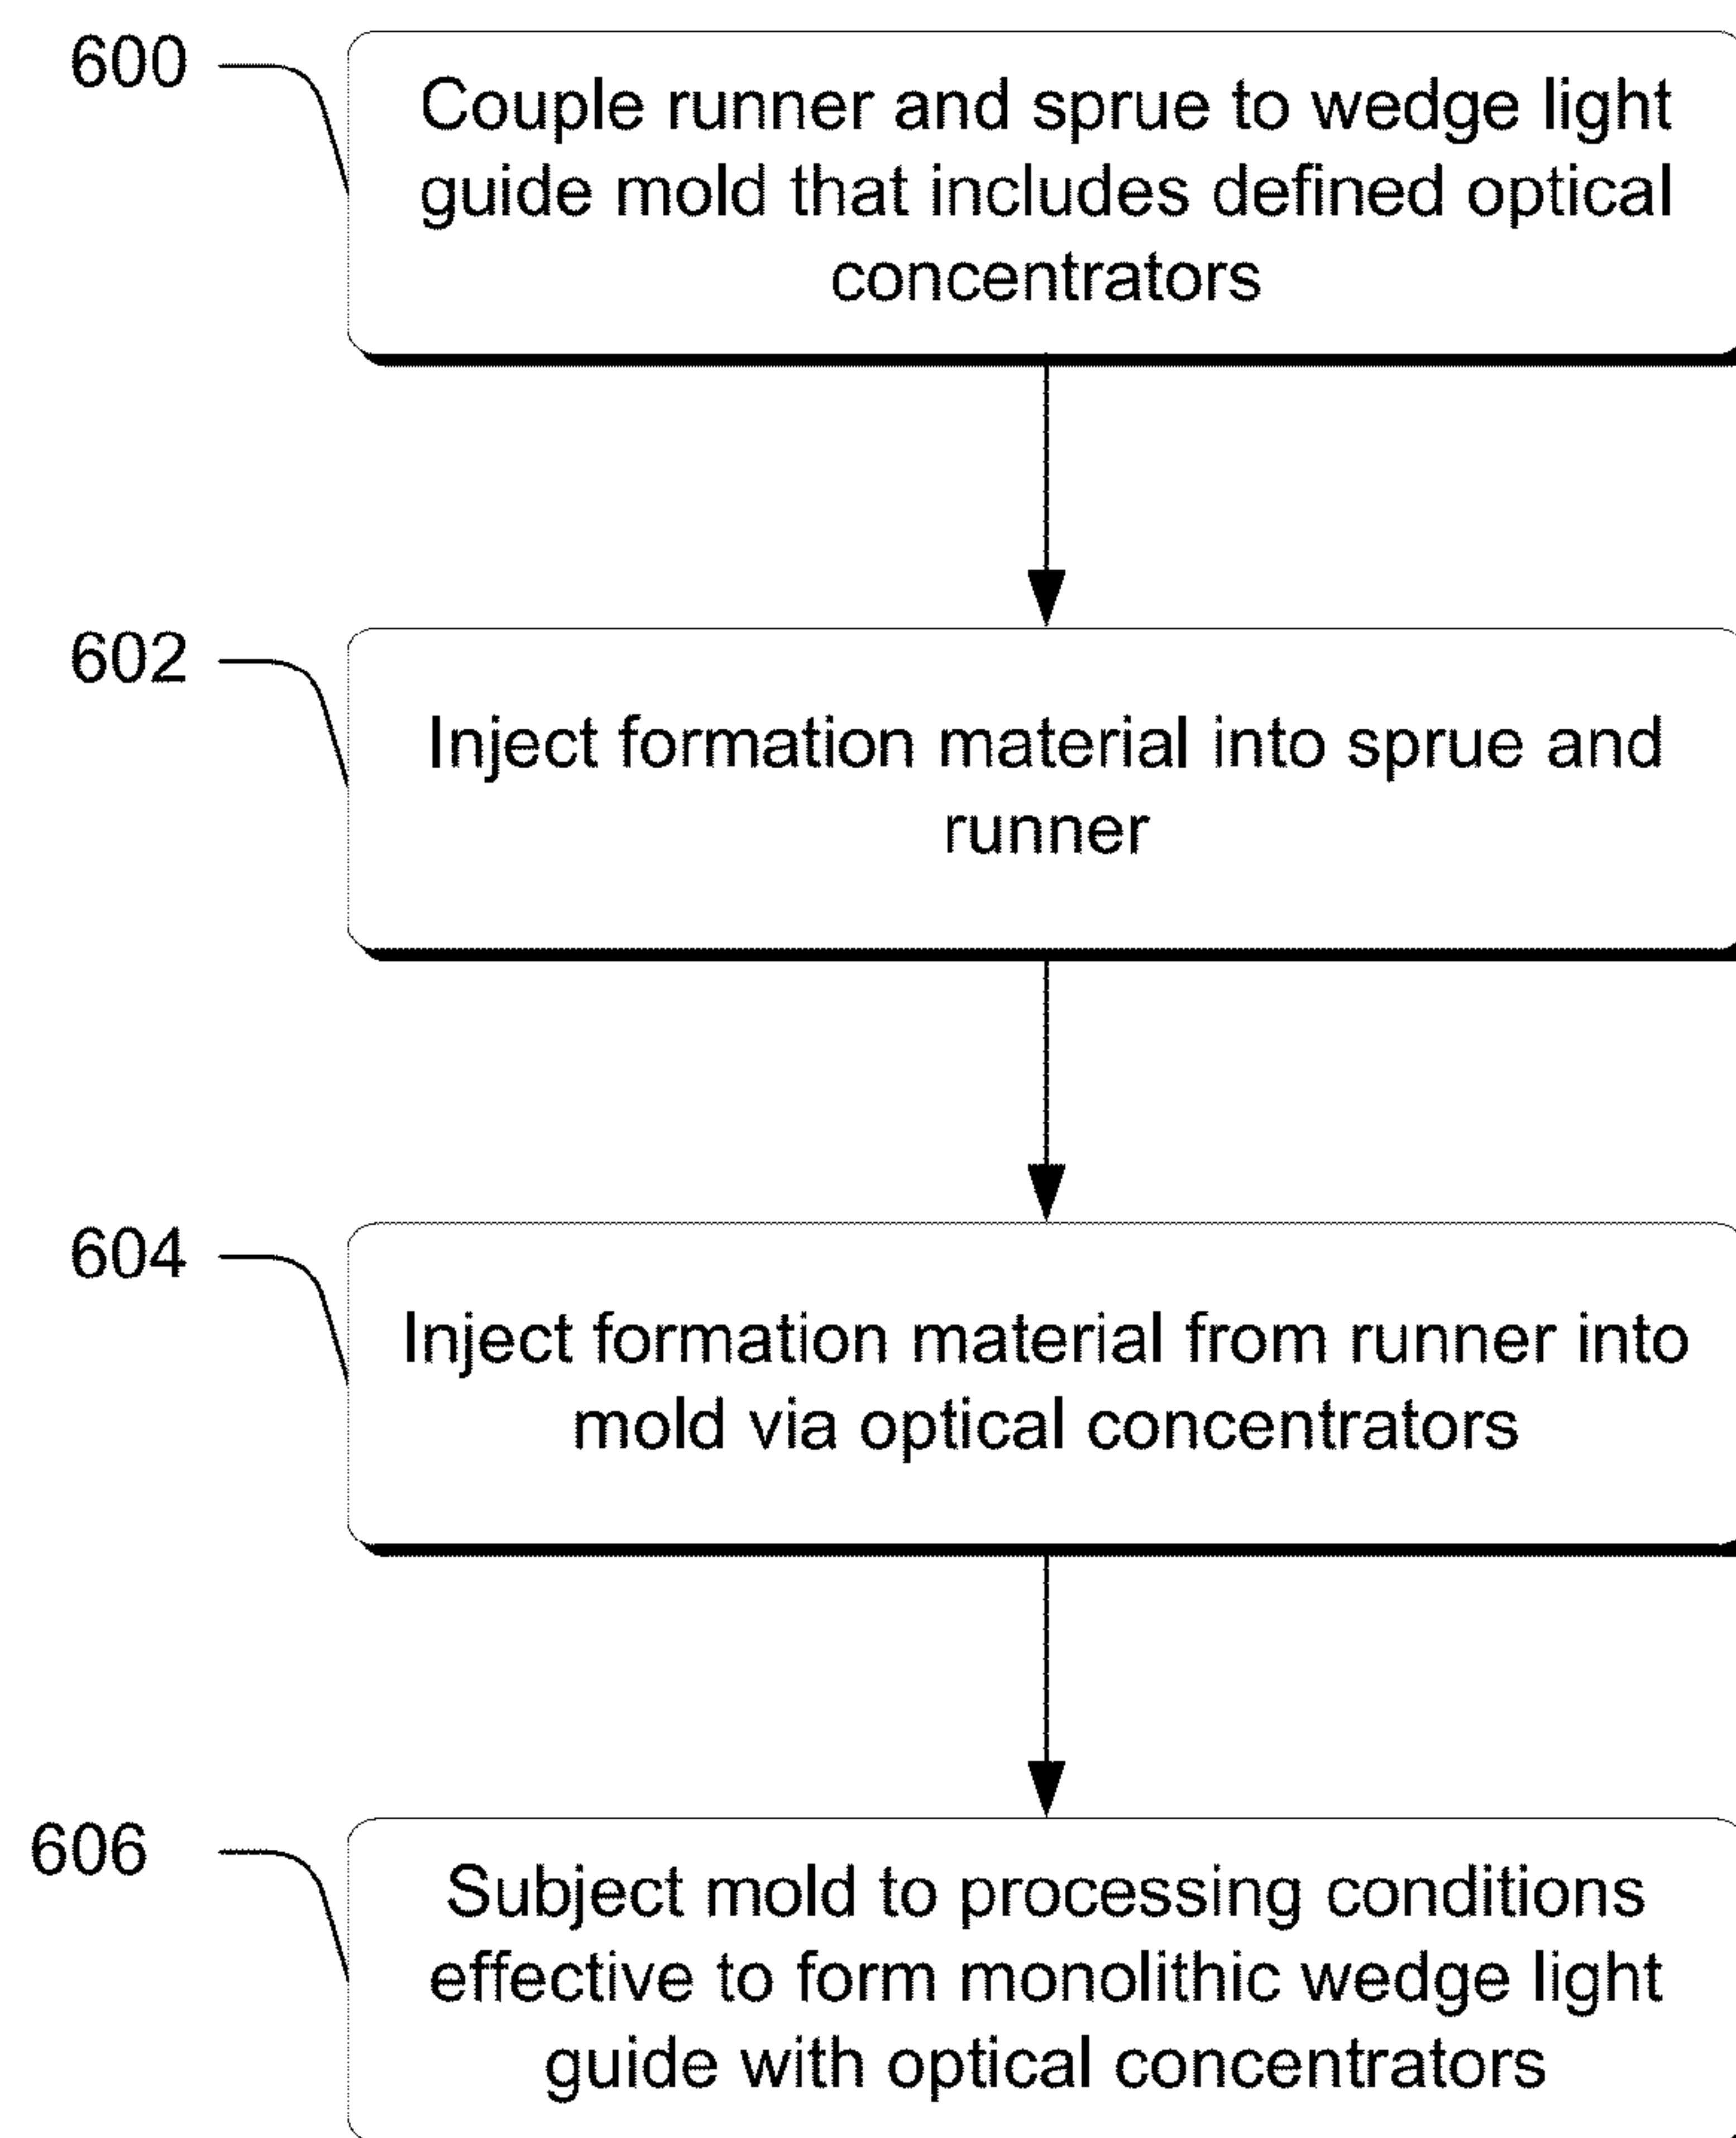 600
Couple runner and sprue to wedge light
guide mold that includes defined optical
concentrators
602
Inject formation material into sprue and
runner
604
Inject formation material from runner into
mold via optical concentrators
606
Subject mold to processing conditions
effective to form monolithic wedge light
guide with optical concentrators